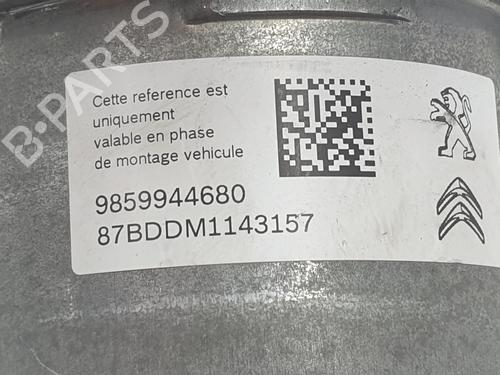 B-PARTS
Cette reference est
uniquement
valable en phase
de montage vehicule
9859944680
87BDDM1143157